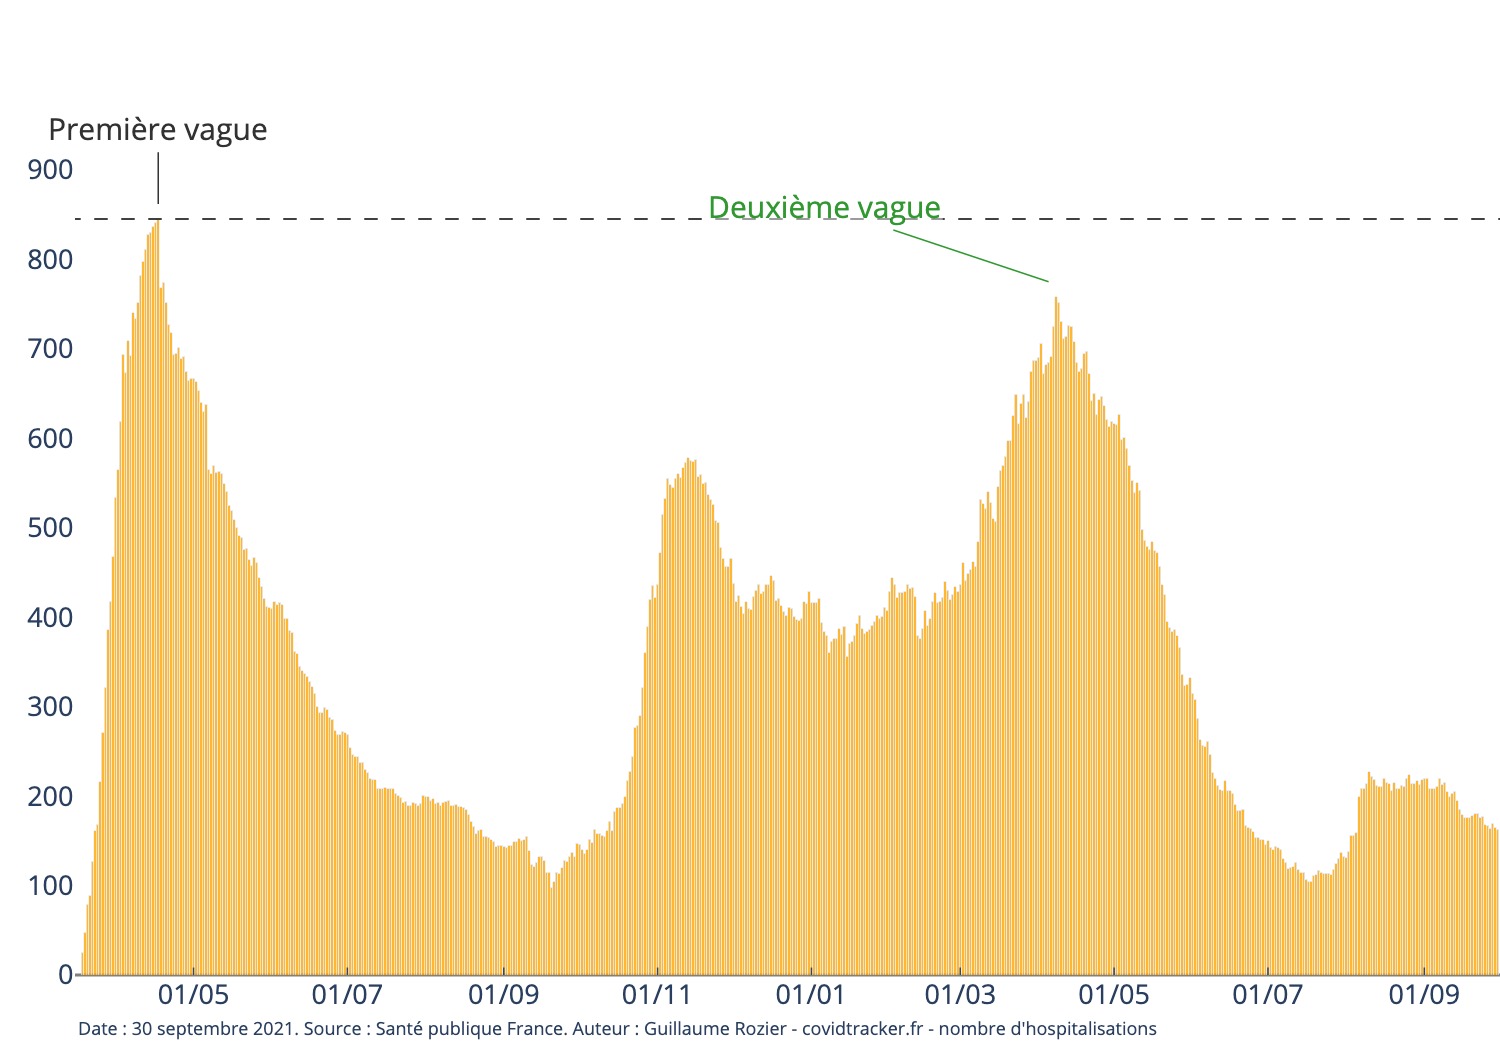 Première vague
900
Deuxième vague
800
700
600
500
400
300
200
100
0
01/05 01/07 01/09 01/11 01/01 01/03 01/05 01/07 01/09
Date : 30 septembre 2021. Source : Santé publique France. Auteur : Guillaume Rozier - covidtracker.fr - nombre d'hospitalisations